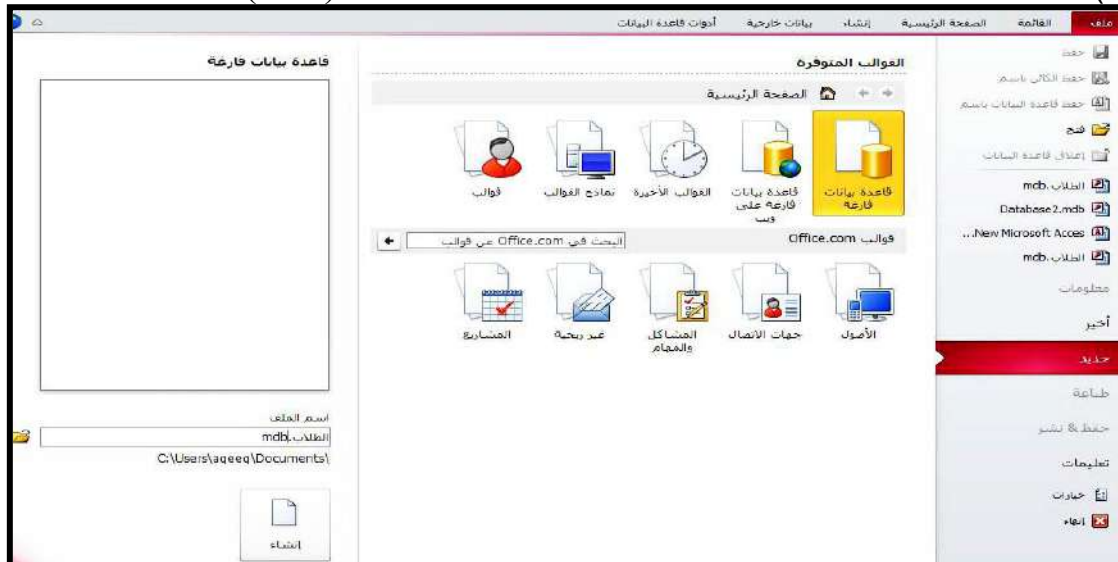 ملف القائمة الصفحة الرئيسية إنشاء بيانات خارجية أدوات قاعدة البيانات
حفظ
حفظ الكائن باسم
حفظ قاعدة البيانات باسم
فتح
إغلاق قاعدة البيانات
الطلاب.mdb
Database2.mdb
New Microsoft Acces...
الطلاب.mdb
معلومات
أخير
جديد
طباعة
حفظ & نشر
تعليمات
خيارات
إنهاء
القوالب المتوفرة
الصفحة الرئيسية
قاعدة بيانات
فارغة
قاعدة بيانات
فارغة على
ويب
القوالب الأخيرة
نماذج القوالب
قوالب
قوالب Office.com
البحث في Office.com عن قوالب
الأصول
جهات الاتصال
المشاكل
والمهام
غير ربحية
المشاريع
قاعدة بيانات فارغة
اسم الملف
الطلاب.mdb
C:\Users\aqeeq\Documents\
إنشاء